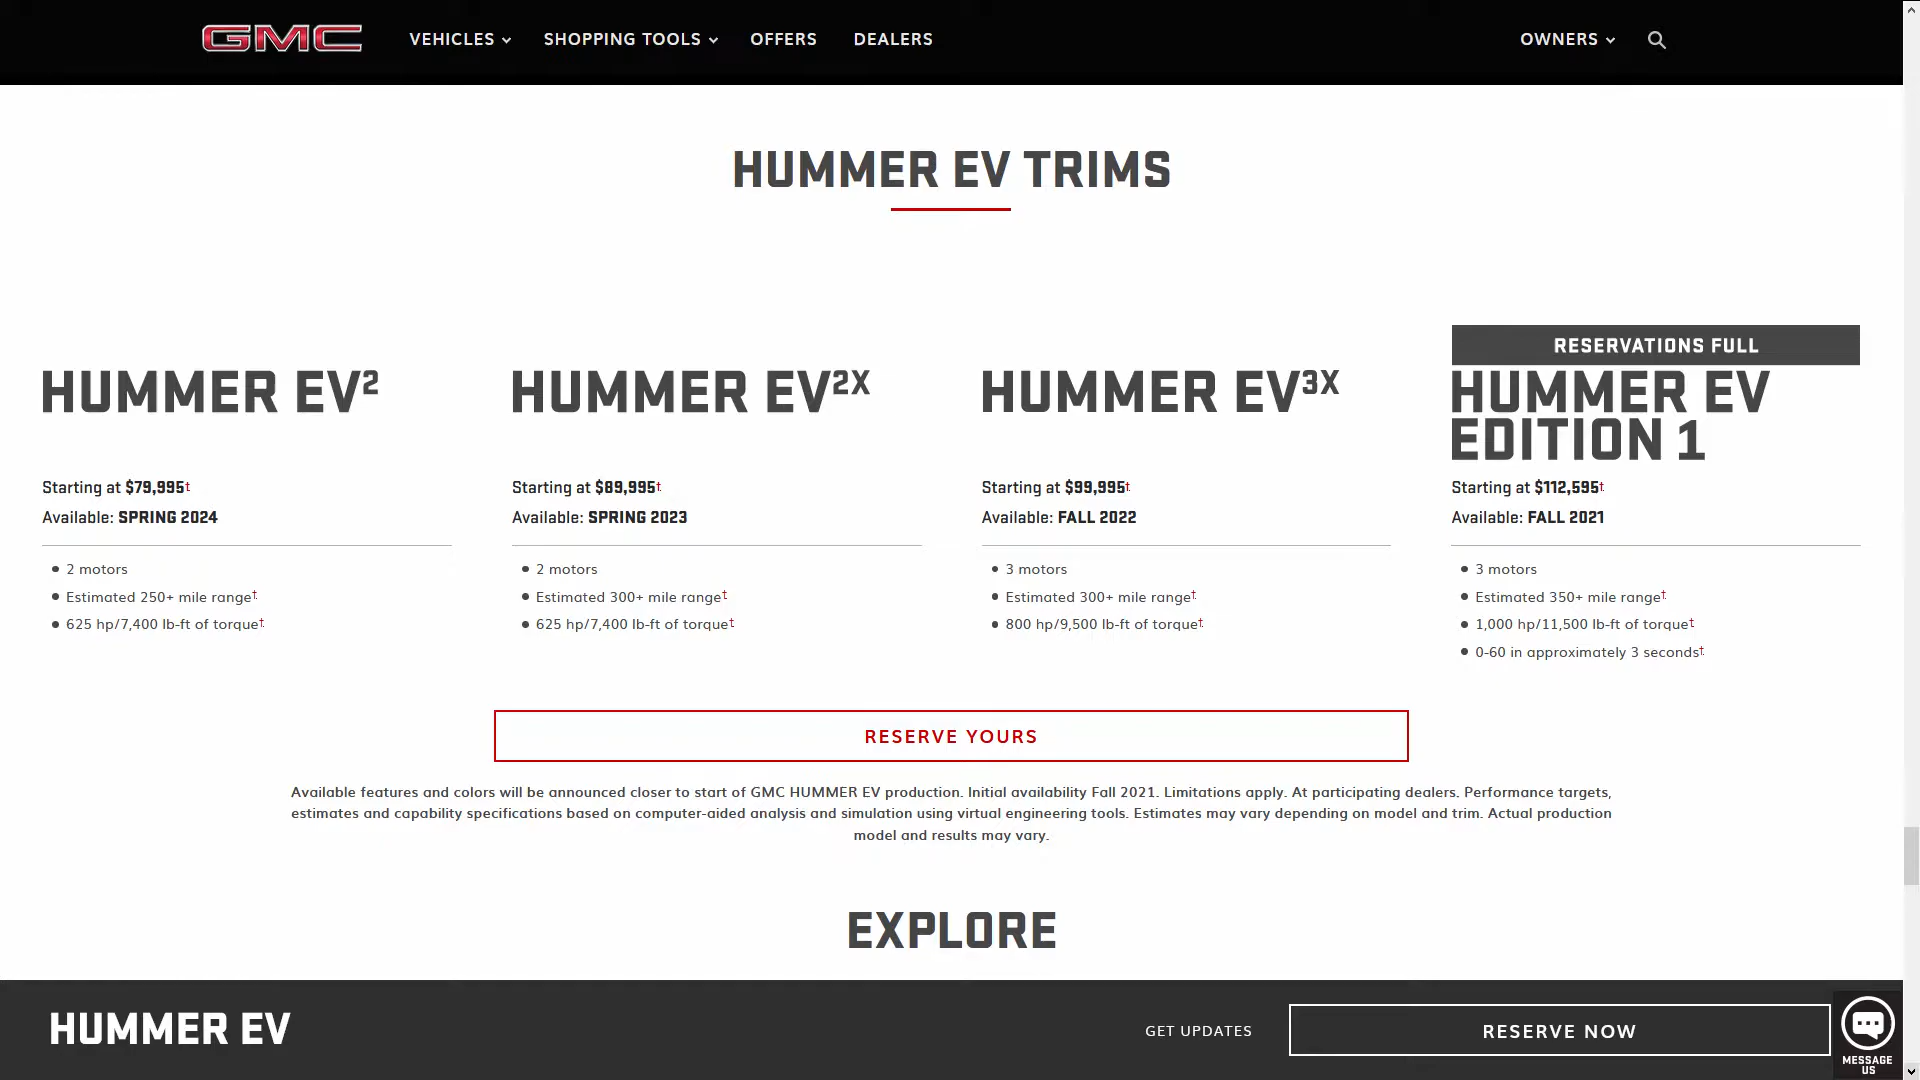 GMC
VEHICLES
SHOPPING TOOLS
OFFERS
DEALERS
OWNERS
HUMMER EV TRIMS
HUMMER EV²
Starting at $79,995†
Available: SPRING 2024
• 2 motors
• Estimated 250+ mile range†.
• 625 hp/7,400 lb-ft of torque†.
HUMMER EV2X
Starting at $89,995†.
Available: SPRING 2023
• 2 motors
• Estimated 300+ mile range†.
• 625 hp/7,400 lb-ft of torque†
HUMMER EV3X
Starting at $99,995†.
Available: FALL 2022
• 3 motors
• Estimated 300+ mile range†.
• 800 hp/9,500 lb-ft of torque†.
RESERVATIONS FULL
HUMMER EV
EDITION 1
Starting at $112,595†.
Available: FALL 2021
• 3 motors
• Estimated 350+ mile range†.
• 1,000 hp/11,500 lb-ft of torque†
• 0-60 in approximately 3 seconds†.
RESERVE YOURS
Available features and colors will be announced closer to start of GMC HUMMER EV production. Initial availability Fall 2021. Limitations apply. At participating dealers. Performance targets,
estimates and capability specifications based on computer-aided analysis and simulation using virtual engineering tools. Estimates may vary depending on model and trim. Actual production
model and results may vary.
EXPLORE
HUMMER EV
GET UPDATES
RESERVE NOW
MESSAGE
US